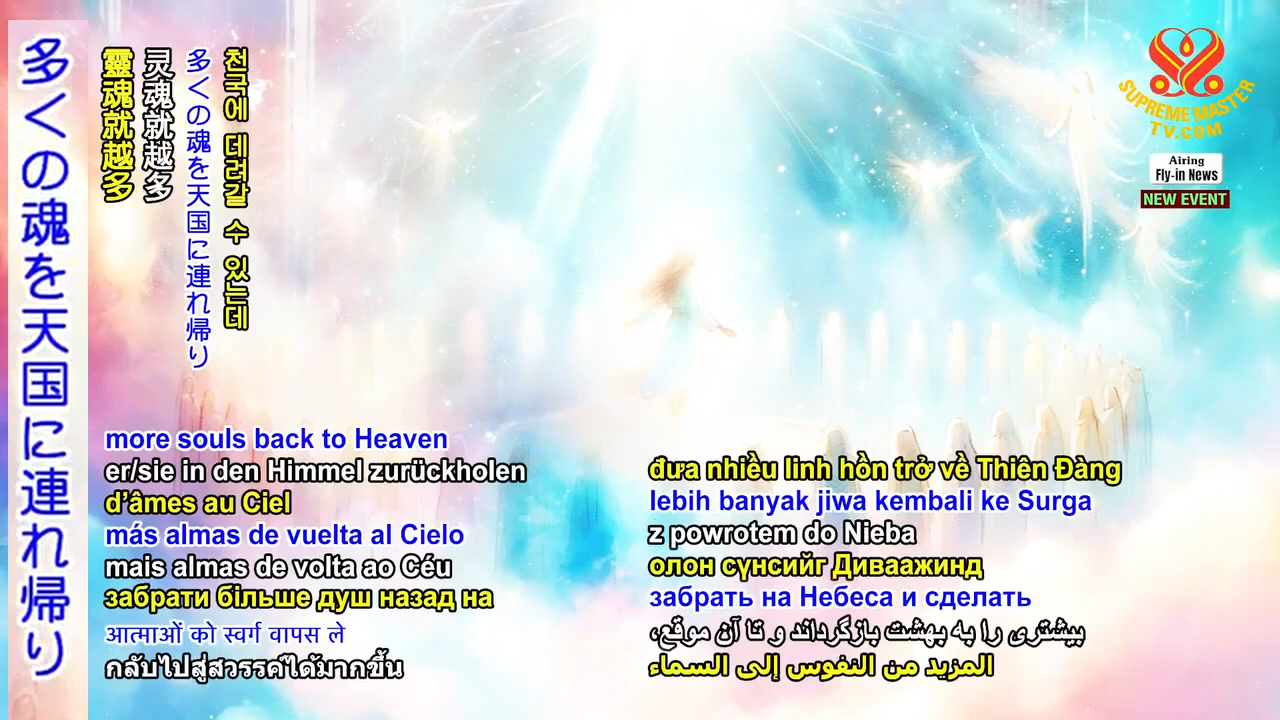 多くの魂を天国に連れ帰り
靈魂就越多
灵魂就越多
多くの魂を天国に連れ帰り
천국에 데려갈 수 있는데
SUPREME MASTER
TV.COM
Airing
Fly-in News
NEW EVENT
more souls back to Heaven
er/sie in den Himmel zurückholen
d'âmes au Ciel
más almas de vuelta al Cielo
mais almas de volta ao Céu
забрати більше душ назад на
आत्माओं को स्वर्ग वापस ले
กลับไปสู่สวรรค์ได้มากขึ้น
đưa nhiều linh hồn trở về Thiên Đàng
lebih banyak jiwa kembali ke Surga
z powrotem do Nieba
олон сүнсийг Диваажинд
забрать на Небеса и сделать
بیشتری را به بهشت بازگرداند و تا آن موقع،
المزيد من النفوس إلى السماء